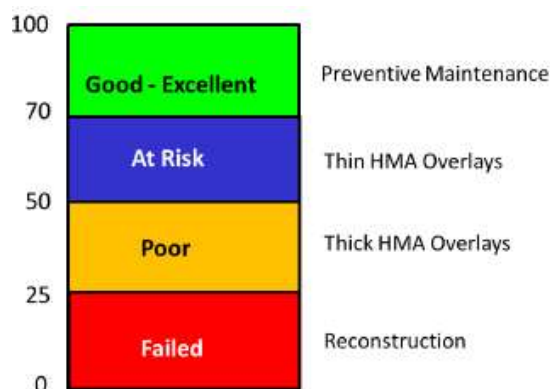 100
Good - Excellent
Preventive Maintenance
70
At Risk
Thin HMA Overlays
50
Poor
Thick HMA Overlays
25
Failed
Reconstruction
0